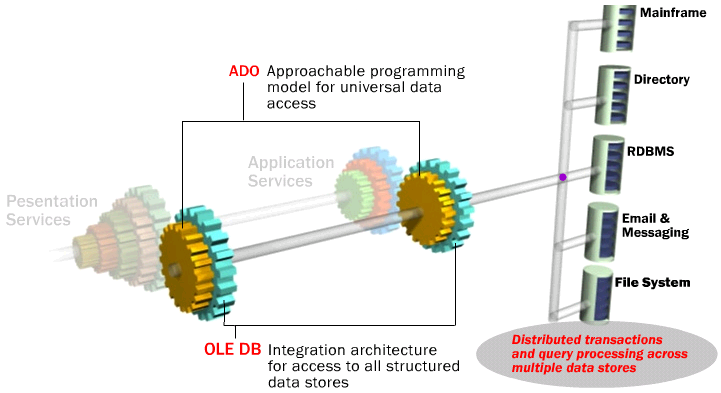 Mainframe
ADO Approachable programming
model for universal data
access
Directory
RDBMS
Application
Services
Pesentation
Services
Email &
Messaging
File System
OLE DB Integration architecture
for access to all structured
data stores
Distributed transactions
and query processing across
multiple data stores